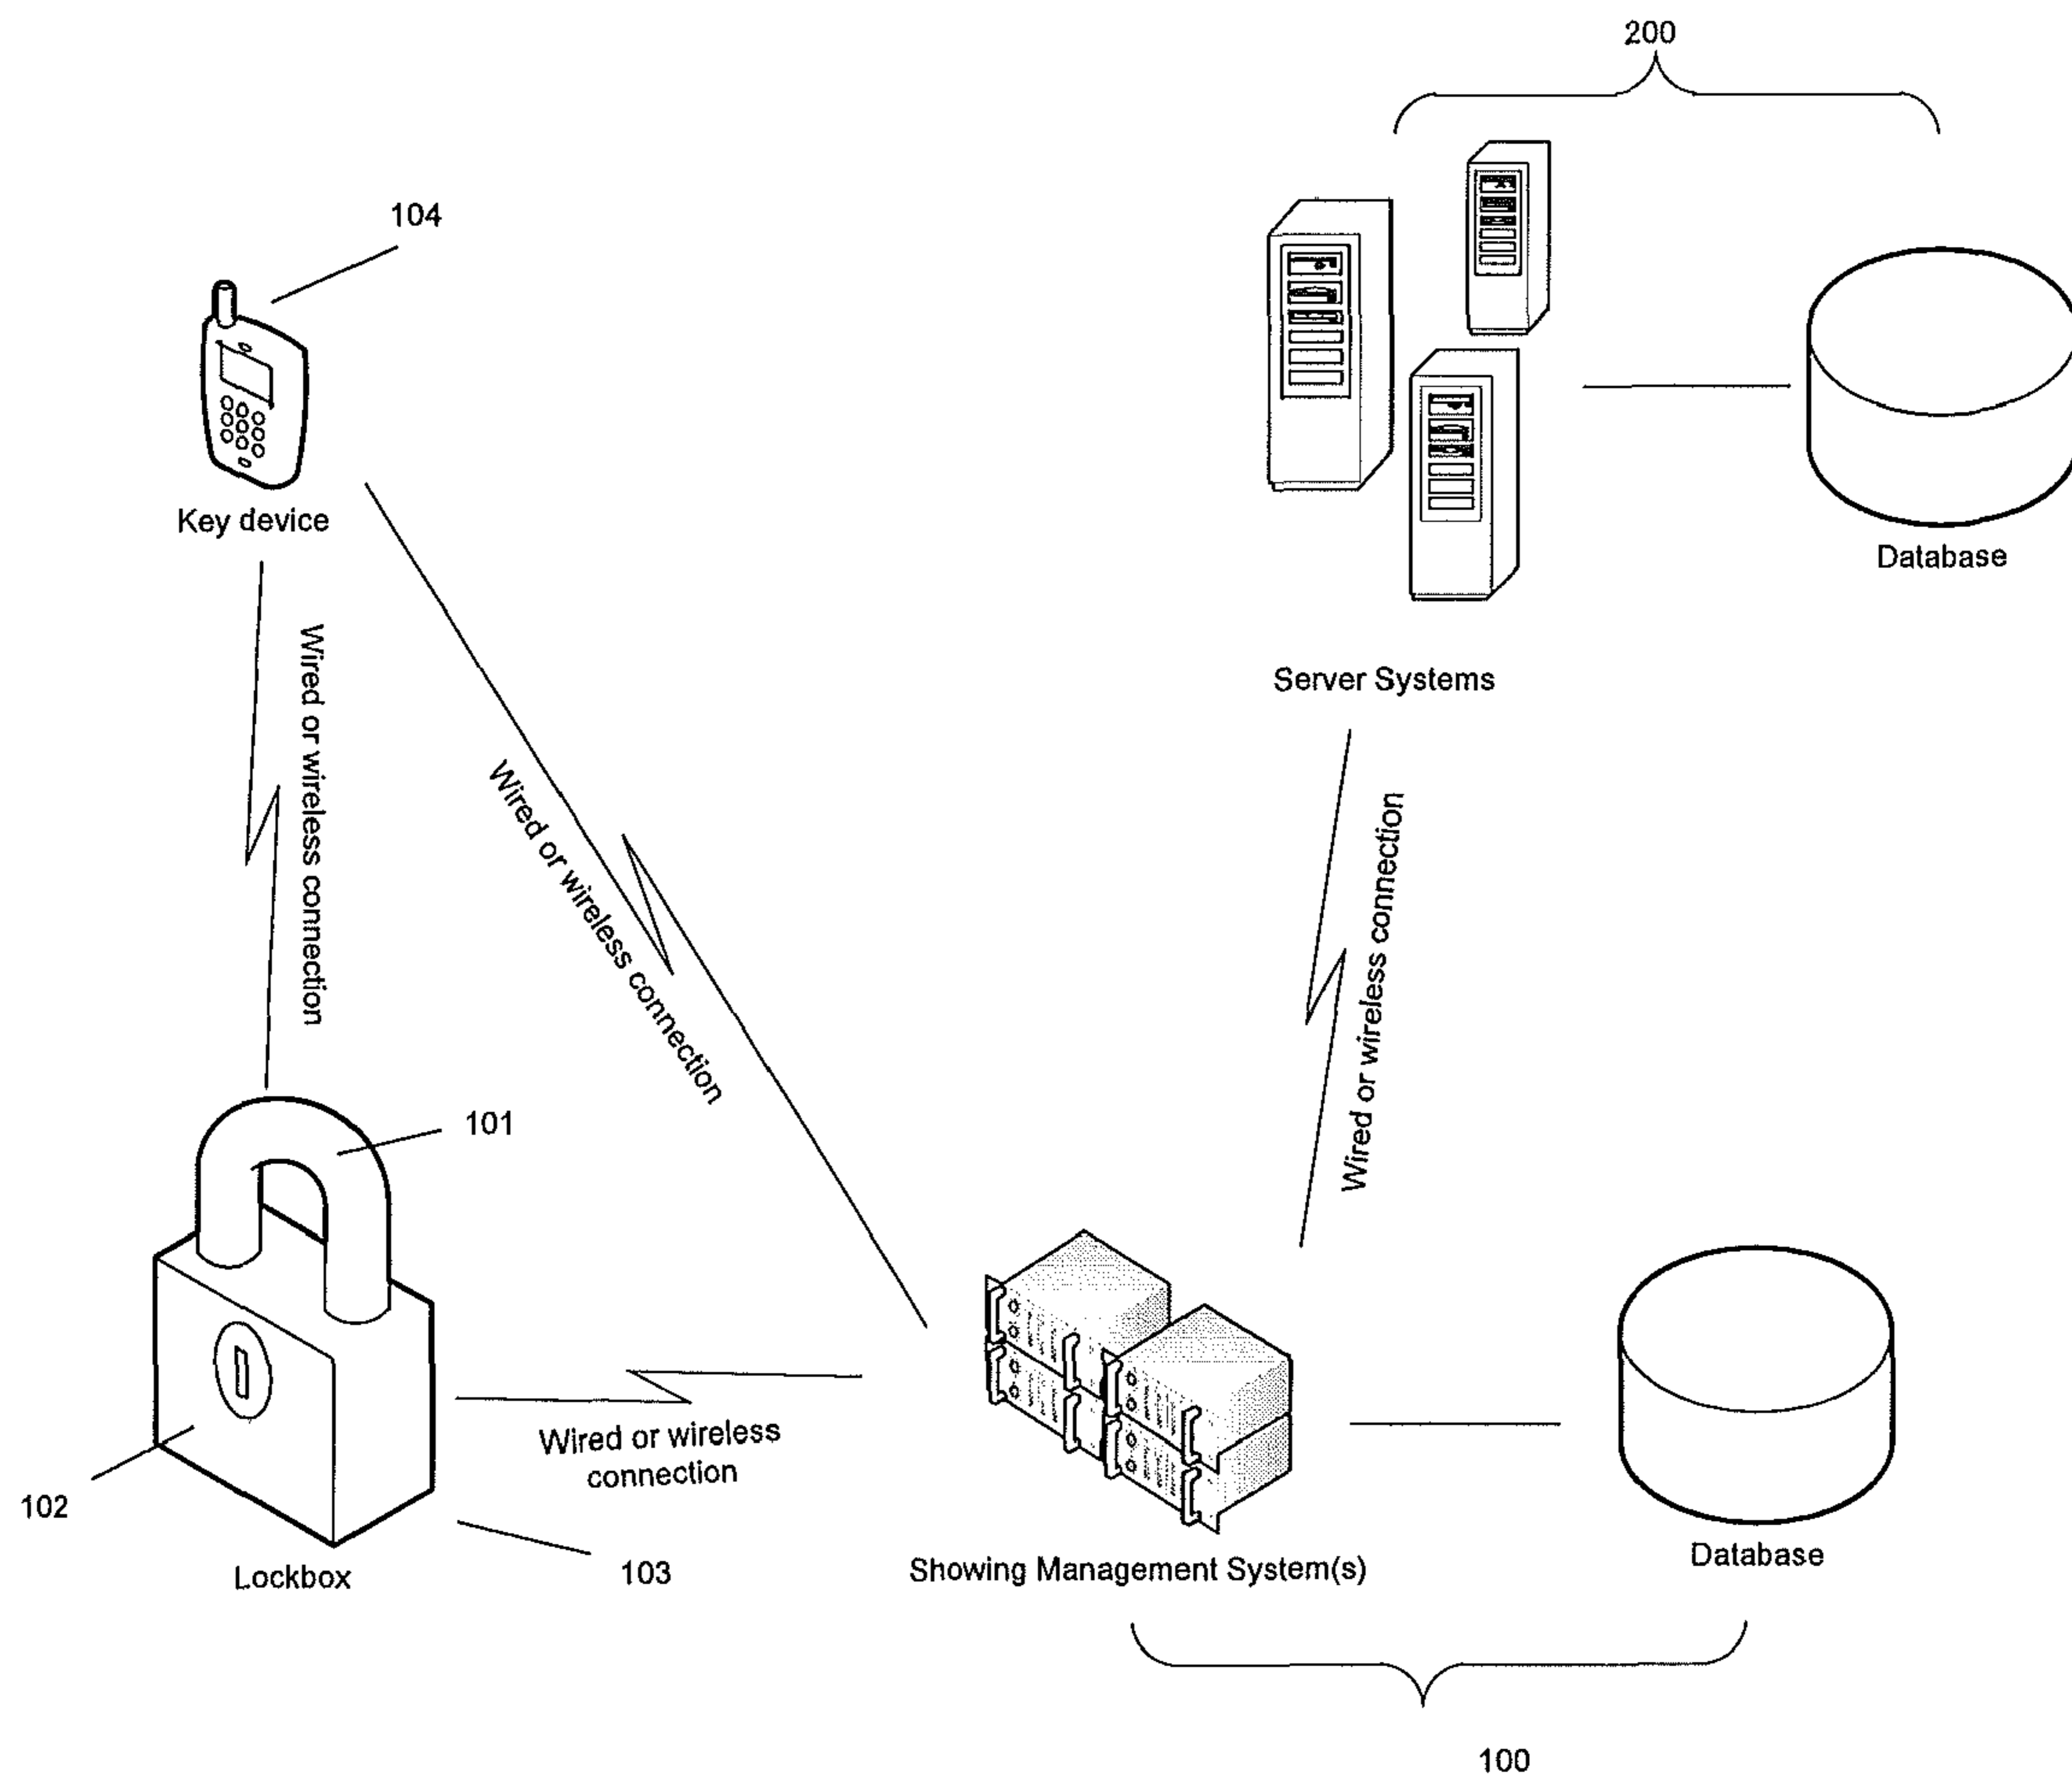 200
104
Key device
Database
Server Systems
Wired or wireless connection
Wired or wireless connection
Wired or wireless connection
101
Wired or wireless
connection
102
Lockbox
103
Showing Management System(s)
Database
100